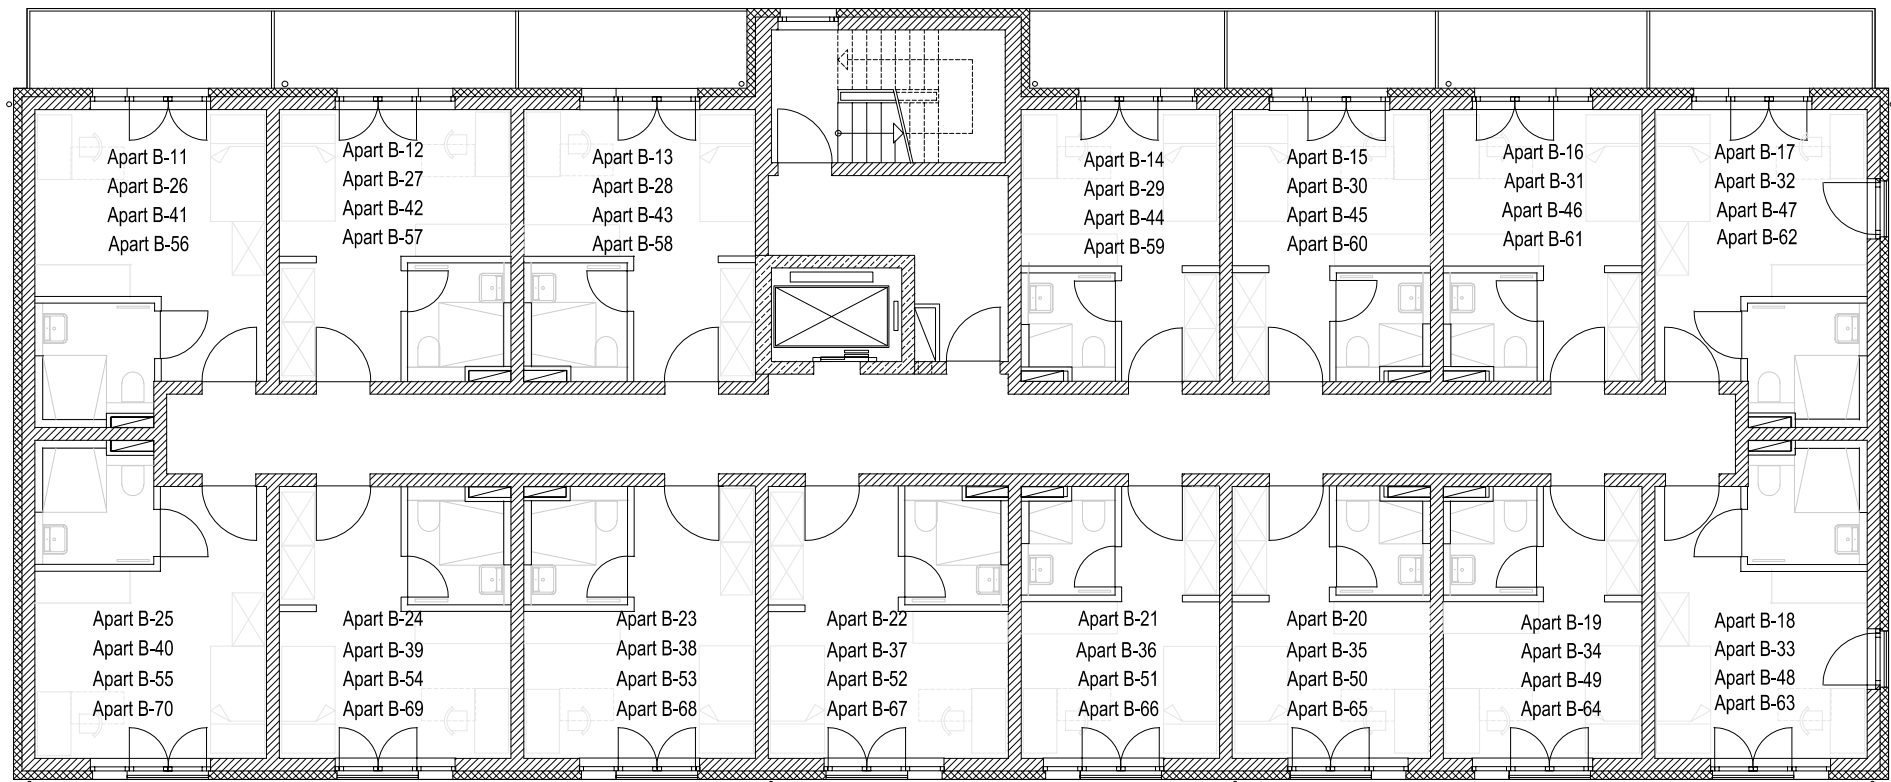 Apart B-11
Apart B-26
Apart B-41
Apart B-56
Apart B-12
Apart B-27
Apart B-42
Apart B-57
Apart B-13
Apart B-28
Apart B-43
Apart B-58
Apart B-14
Apart B-29
Apart B-44
Apart B-59
Apart B-15
Apart B-30
Apart B-45
Apart B-60
Apart B-16
Apart B-31
Apart B-46
Apart B-61
Apart B-17
Apart B-32
Apart B-47
Apart B-62
Apart B-25
Apart B-40
Apart B-55
Apart B-70
Apart B-24
Apart B-39
Apart B-54
Apart B-69
Apart B-23
Apart B-38
Apart B-53
Apart B-68
Apart B-22
Apart B-37
Apart B-52
Apart B-67
Apart B-21
Apart B-36
Apart B-51
Apart B-66
Apart B-20
Apart B-35
Apart B-50
Apart B-65
Apart B-19
Apart B-34
Apart B-49
Apart B-64
Apart B-18
Apart B-33
Apart B-48
Apart B-63